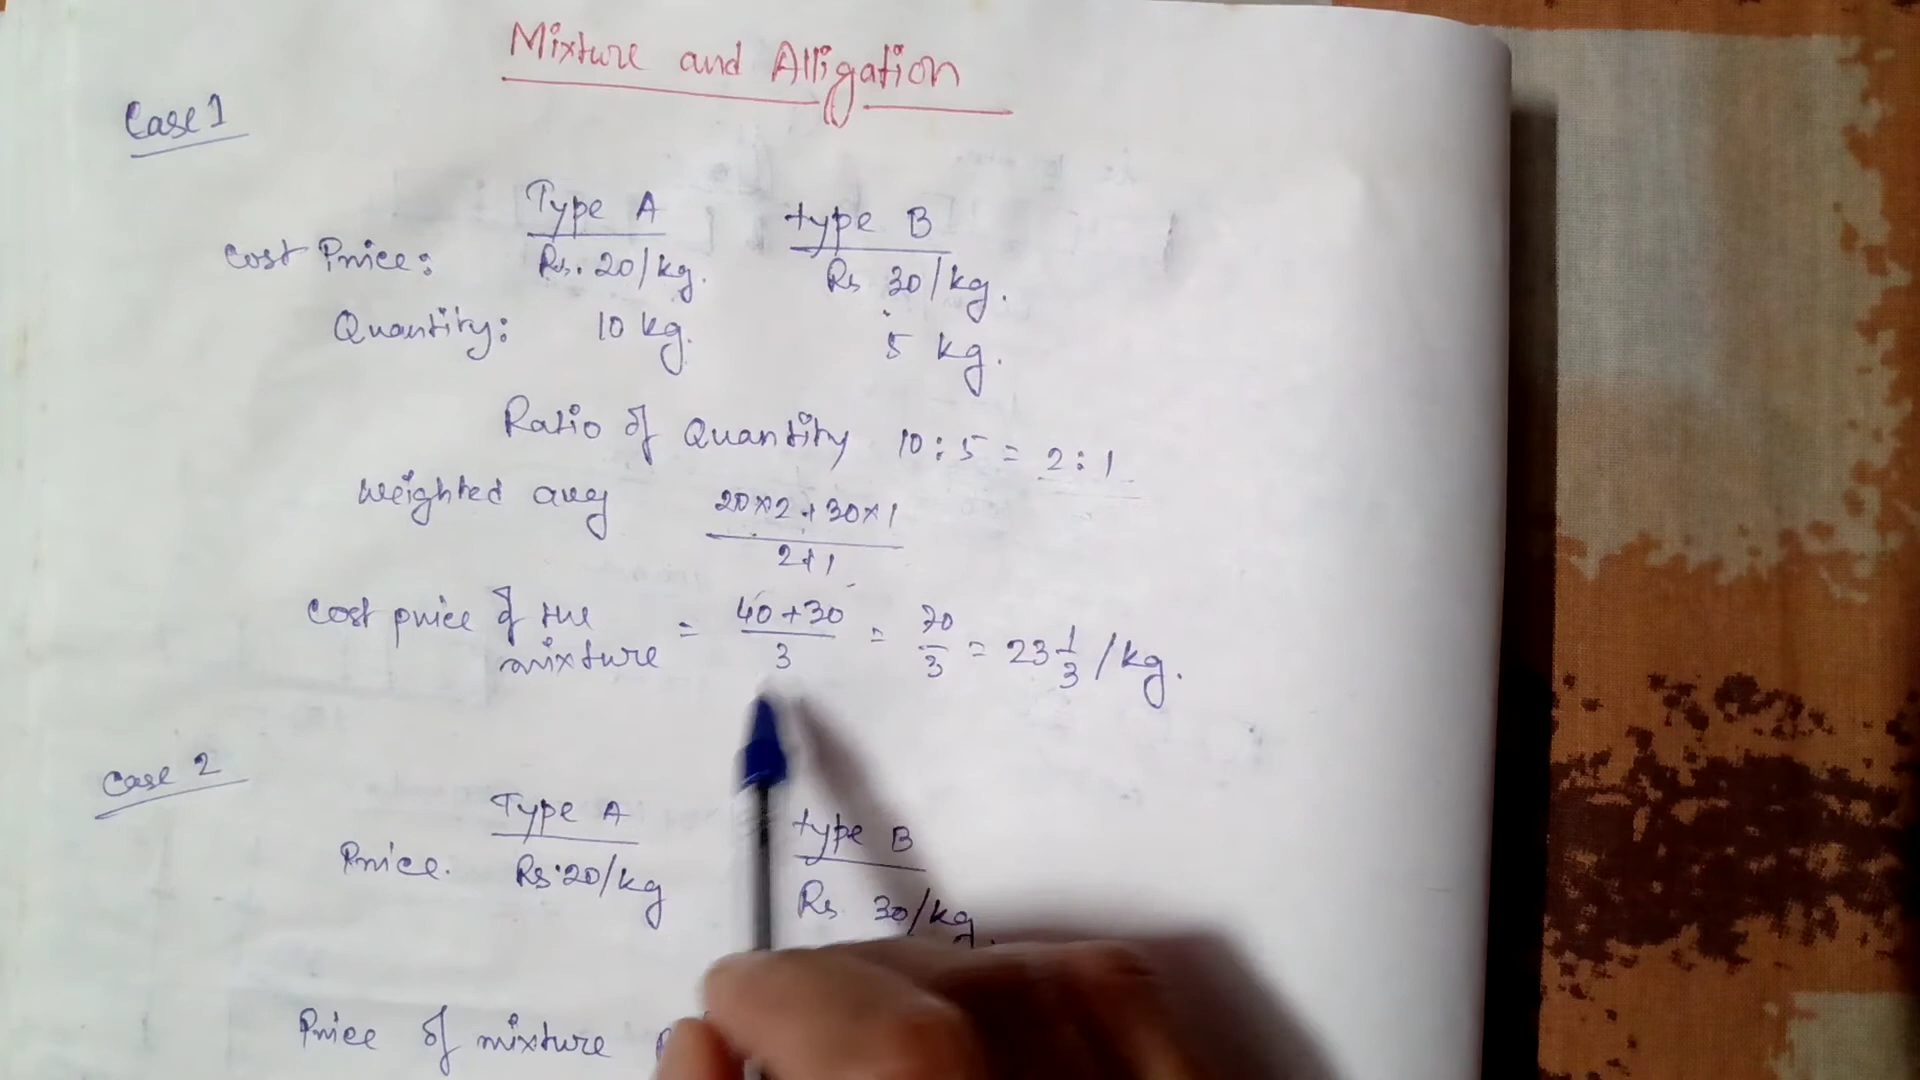 Mixture and Alligation
Case 1
Type A type B
Cost Price: Rs. 20/kg. Rs 30/kg.
Quantity: 10 kg. 5 kg.
Ratio of Quantity 10:5 = 2:1
Weighted avg 20×2+30×1
2+1
Cost price of the mixture = 40+30/3 = 70/3 = 23 1/3 /kg.
Case 2
Type A type B
Price. Rs. 20/kg Rs. 30/kg.
Price of mixture